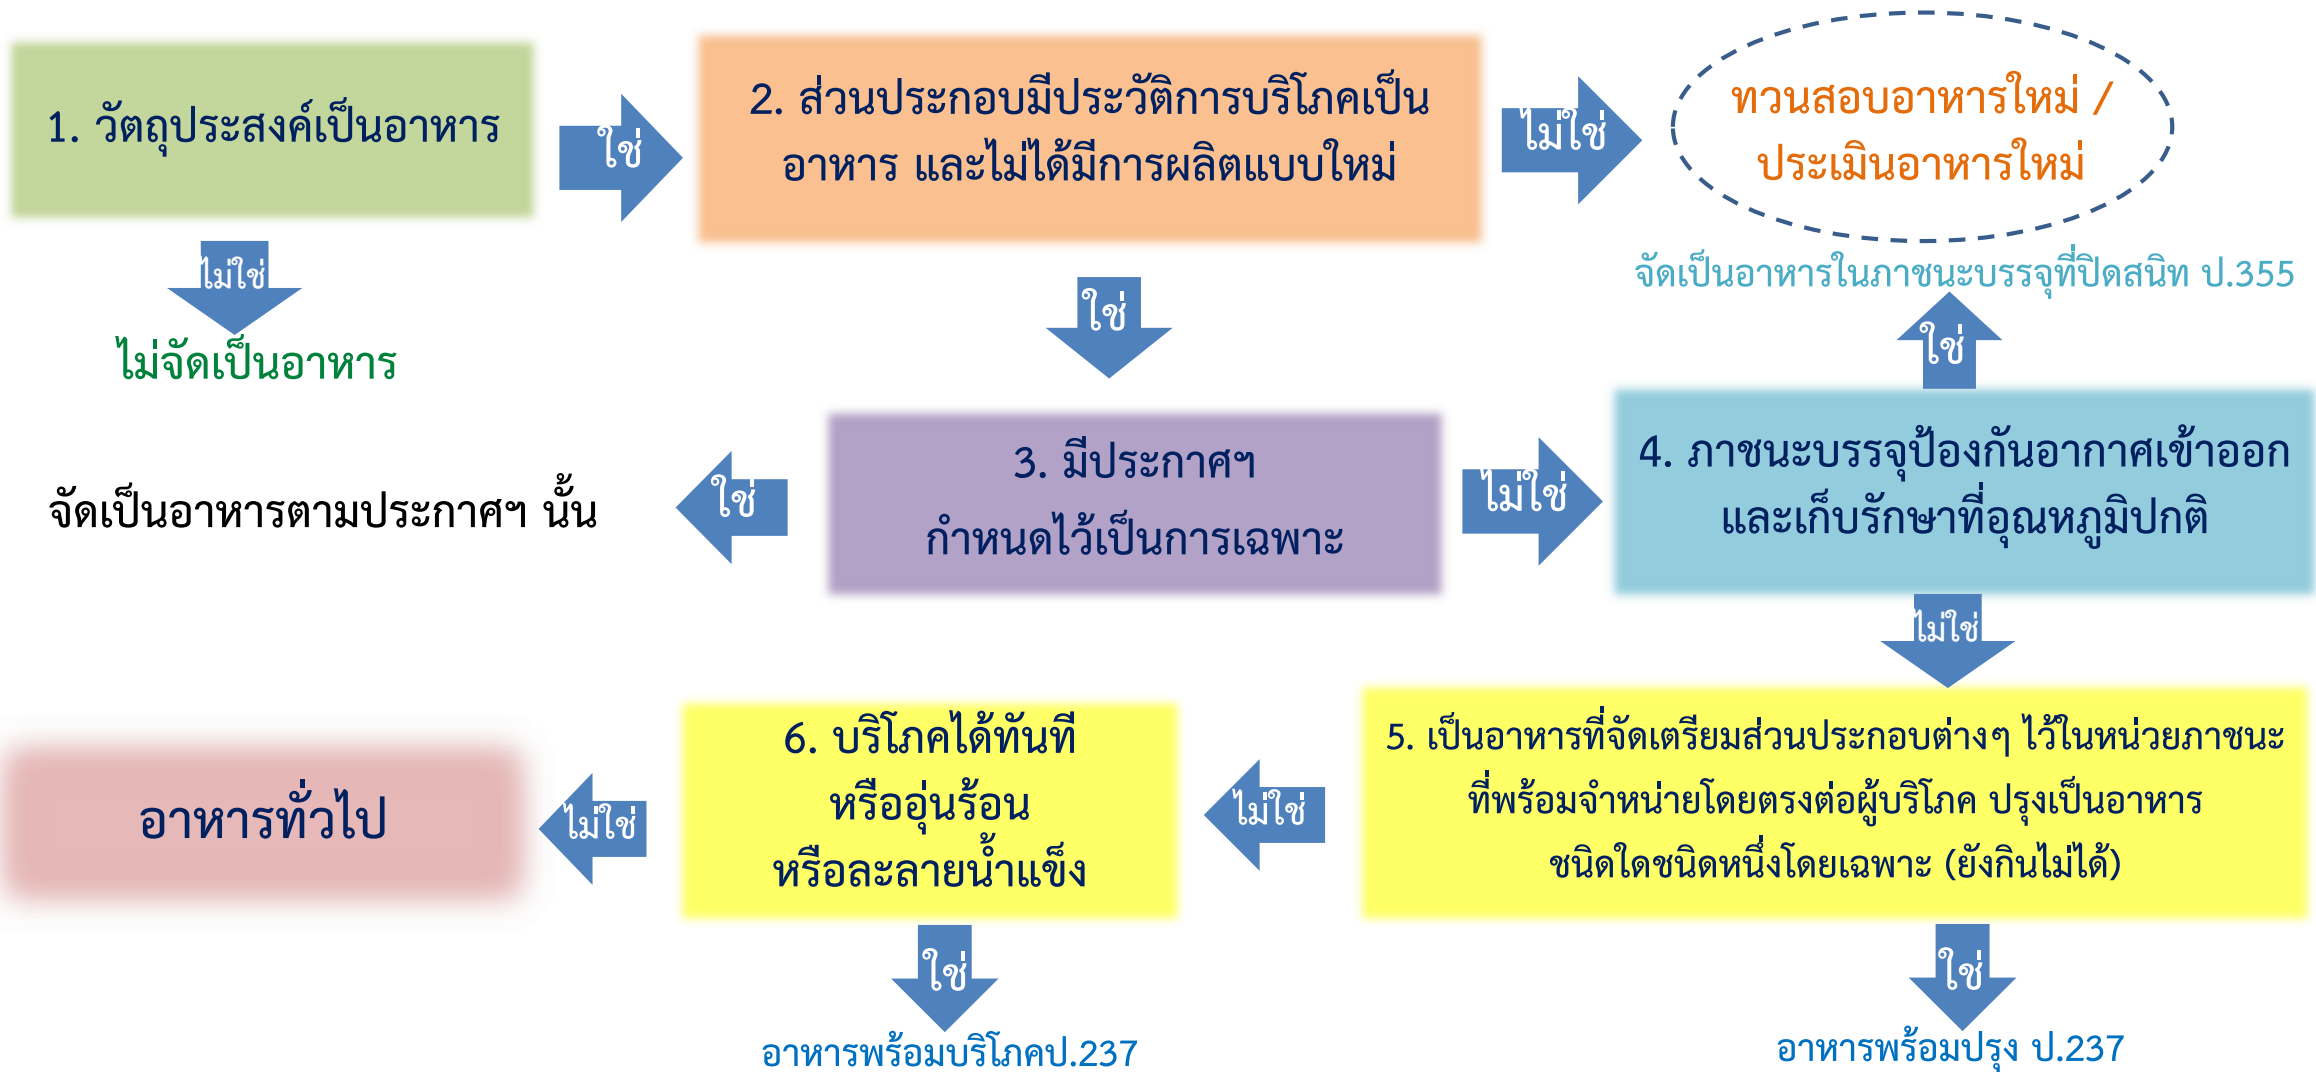 1. วัตถุประสงค์เป็นอาหาร
ใช่
2. ส่วนประกอบมีประวัติการบริโภคเป็น
อาหาร และไม่ได้มีการผลิตแบบใหม่
ไม่ใช่
ทวนสอบอาหารใหม่ /
ประเมินอาหารใหม่
ไม่ใช่
ไม่จัดเป็นอาหาร
ใช่
จัดเป็นอาหารในภาชนะบรรจุที่ปิดสนิท ป.355
ใช่
จัดเป็นอาหารตามประกาศฯ นั้น
ใช่
3. มีประกาศฯ
กำหนดไว้เป็นการเฉพาะ
ไม่ใช่
4. ภาชนะบรรจุป้องกันอากาศเข้าออก
และเก็บรักษาที่อุณหภูมิปกติ
ไม่ใช่
5. เป็นอาหารที่จัดเตรียมส่วนประกอบต่างๆ ไว้ในหน่วยภาชนะ
ที่พร้อมจำหน่ายโดยตรงต่อผู้บริโภค ปรุงเป็นอาหาร
ชนิดใดชนิดหนึ่งโดยเฉพาะ (ยังกินไม่ได้)
ไม่ใช่
6. บริโภคได้ทันที
หรืออุ่นร้อน
หรือละลายน้ำแข็ง
ไม่ใช่
อาหารทั่วไป
ใช่
อาหารพร้อมบริโภคป.237
ใช่
อาหารพร้อมปรุง ป.237